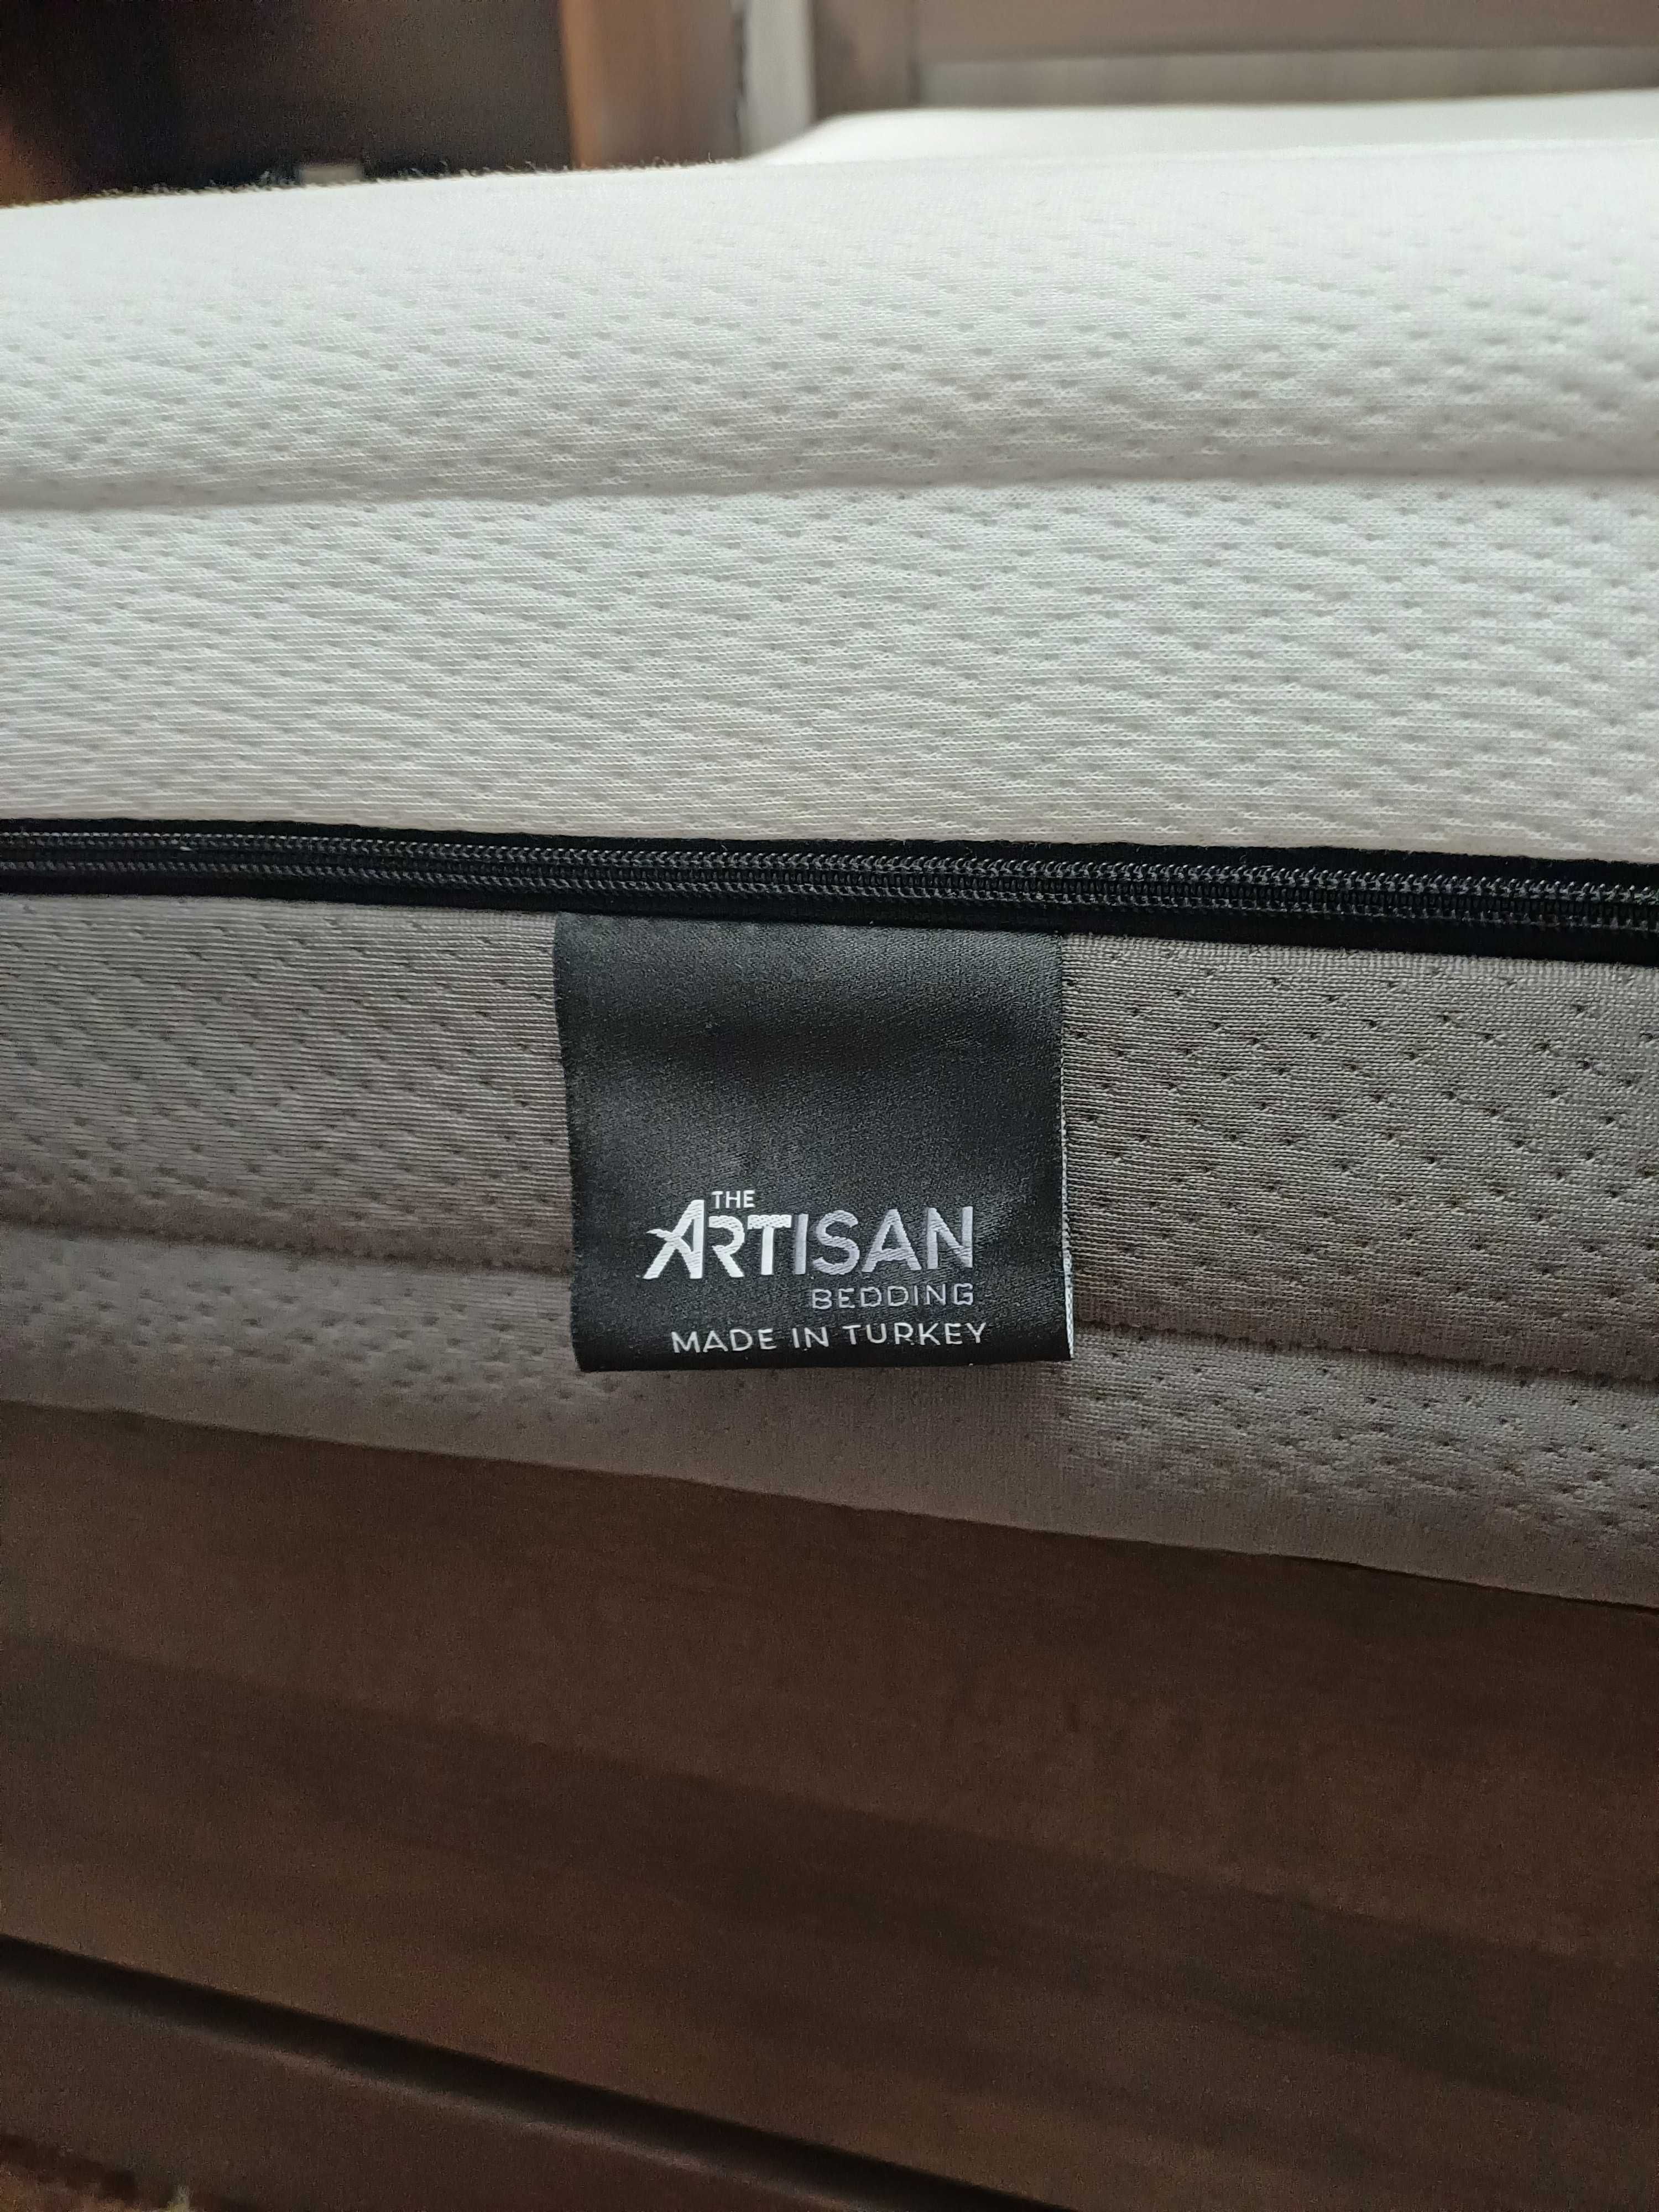 THE
ARTISAN
BEDDING
MADE IN TURKEY